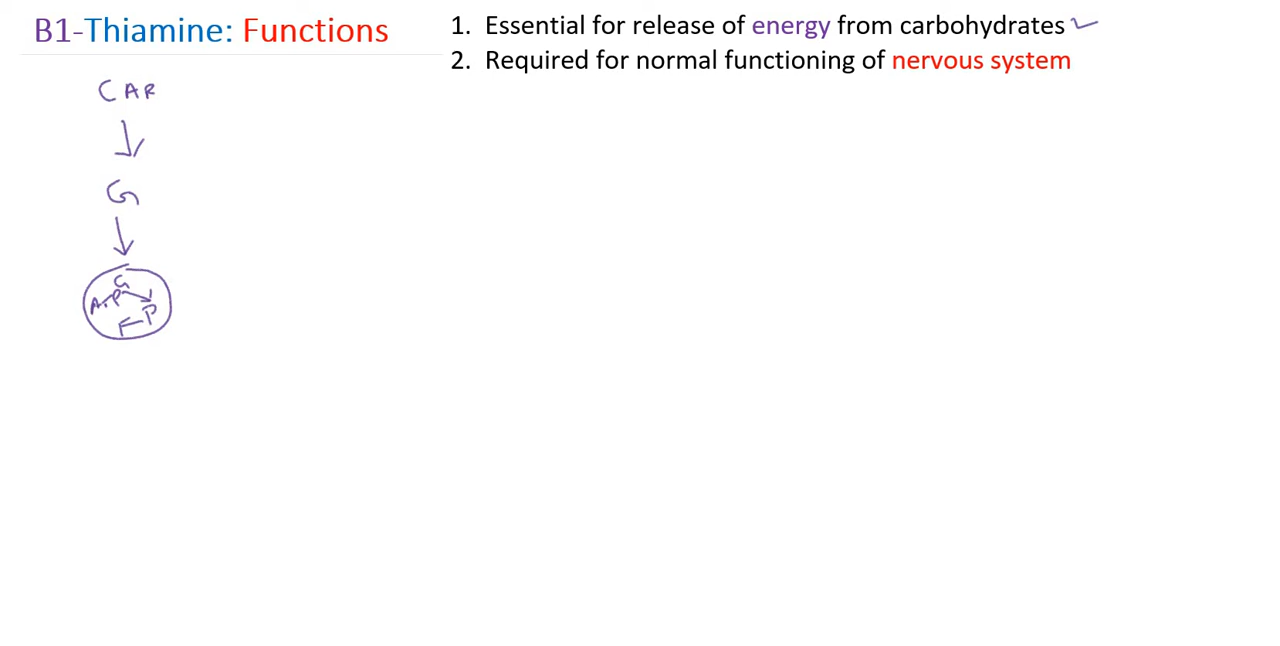 B1-Thiamine: Functions
1. Essential for release of energy from carbohydrates
2. Required for normal functioning of nervous system
CAR
G
G
ATP
P